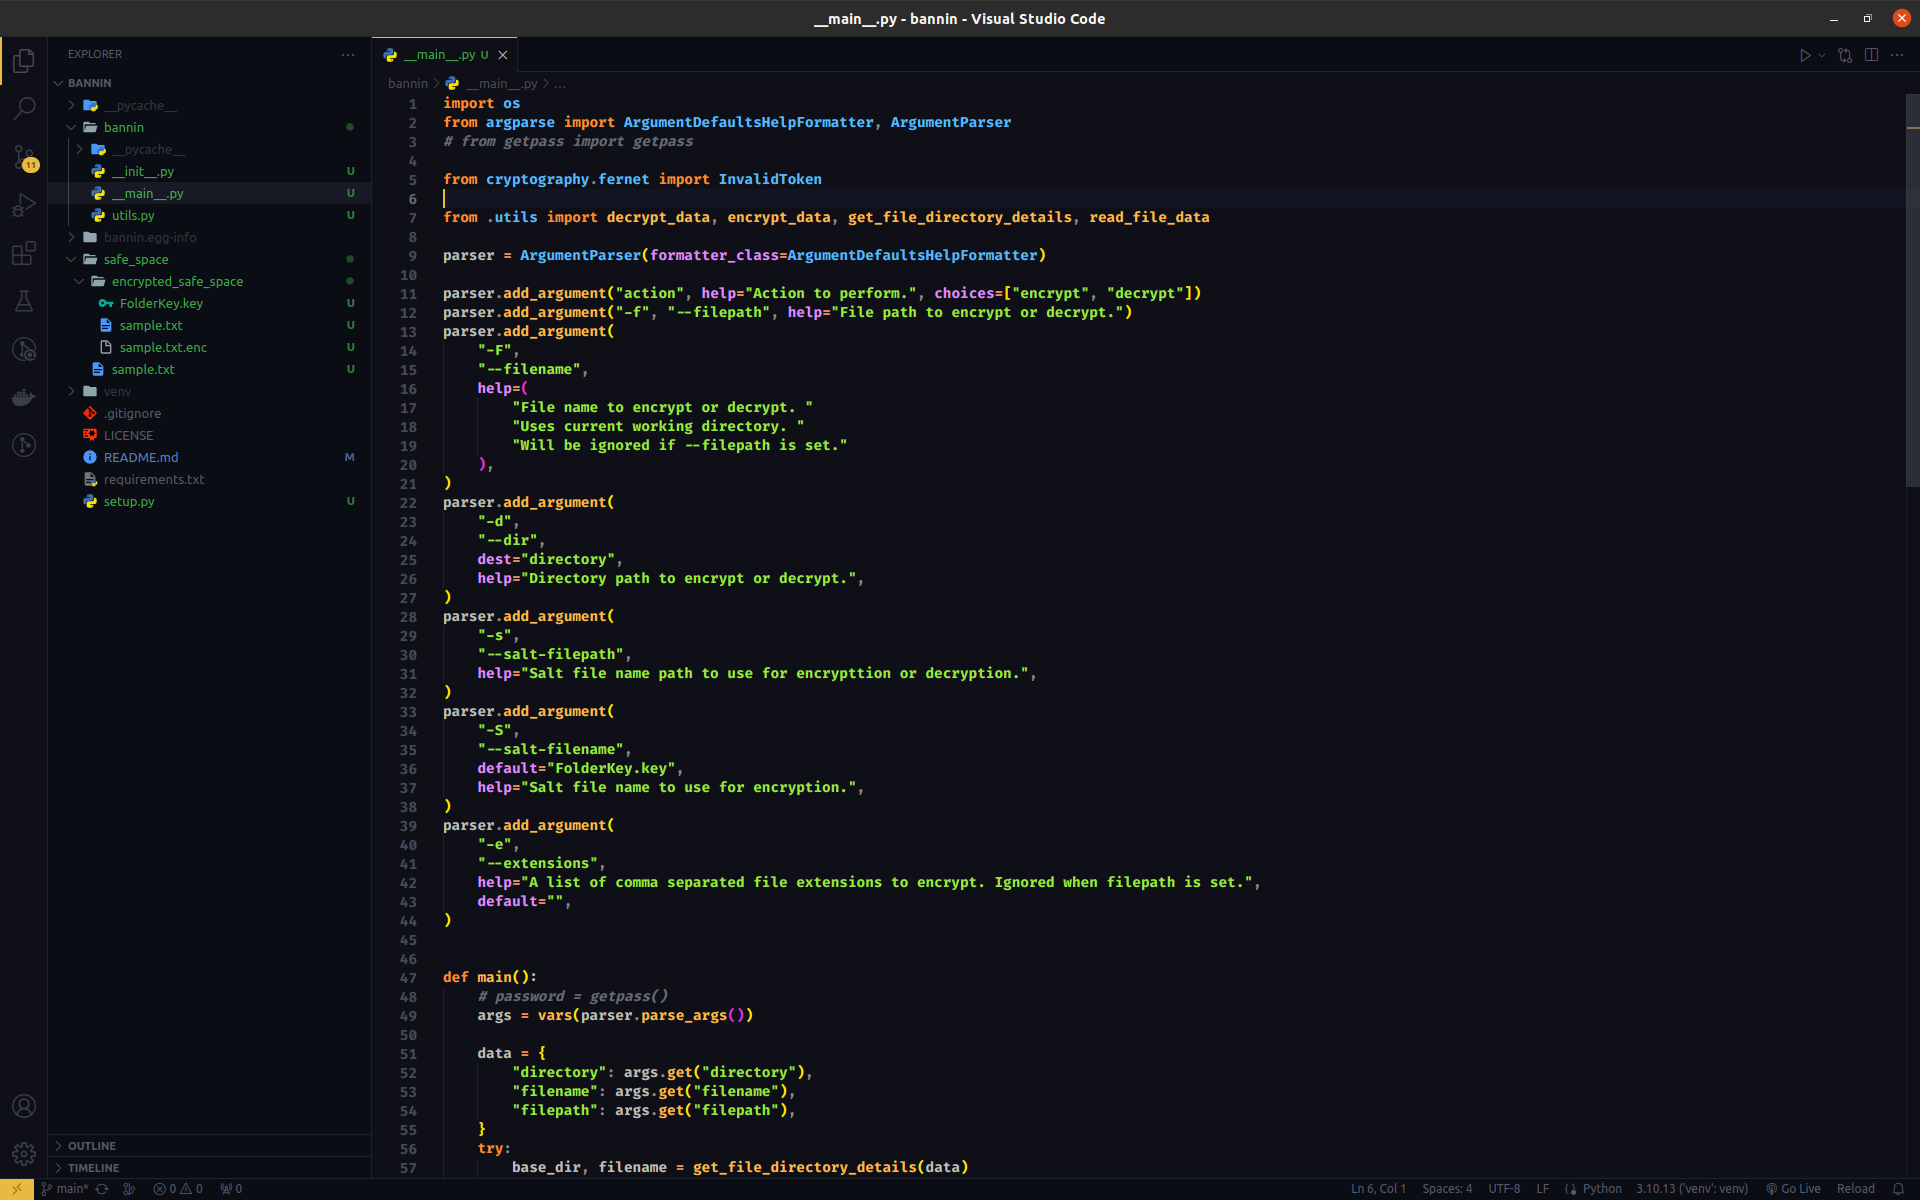 __main__.py - bannin - Visual Studio Code
EXPLORER
BANNIN
__pycache__
bannin
__pycache__
__init__.py U
__main__.py U
utils.py U
bannin.egg-info
safe_space
encrypted_safe_space
FolderKey.key U
sample.txt U
sample.txt.enc U
sample.txt U
venv
.gitignore
LICENSE
README.md M
requirements.txt
setup.py U
OUTLINE
TIMELINE
11
__main__.py U
bannin > __main__.py > ...
1 import os
2 from argparse import ArgumentDefaultsHelpFormatter, ArgumentParser
3 # from getpass import getpass
4
5 from cryptography.fernet import InvalidToken
6
7 from .utils import decrypt_data, encrypt_data, get_file_directory_details, read_file_data
8
9 parser = ArgumentParser(formatter_class=ArgumentDefaultsHelpFormatter)
10
11 parser.add_argument("action", help="Action to perform.", choices=["encrypt", "decrypt"])
12 parser.add_argument("-f", "--filepath", help="File path to encrypt or decrypt.")
13 parser.add_argument(
14 "-F",
15 "--filename",
16 help=(
17 "File name to encrypt or decrypt. "
18 "Uses current working directory. "
19 "Will be ignored if --filepath is set."
20 ),
21 )
22 parser.add_argument(
23 "-d",
24 "--dir",
25 dest="directory",
26 help="Directory path to encrypt or decrypt.",
27 )
28 parser.add_argument(
29 "-s",
30 "--salt-filepath",
31 help="Salt file name path to use for encrypttion or decryption.",
32 )
33 parser.add_argument(
34 "-S",
35 "--salt-filename",
36 default="FolderKey.key",
37 help="Salt file name to use for encryption.",
38 )
39 parser.add_argument(
40 "-e",
41 "--extensions",
42 help="A list of comma separated file extensions to encrypt. Ignored when filepath is set.",
43 default="",
44 )
45
46
47 def main():
48 # password = getpass()
49 args = vars(parser.parse_args())
50
51 data = {
52 "directory": args.get("directory"),
53 "filename": args.get("filename"),
54 "filepath": args.get("filepath"),
55 }
56 try:
57 base_dir, filename = get_file_directory_details(data)
main* 0 0 0 Ln 6, Col 1 Spaces: 4 UTF-8 LF Python 3.10.13 ('venv': venv) Go Live Reload